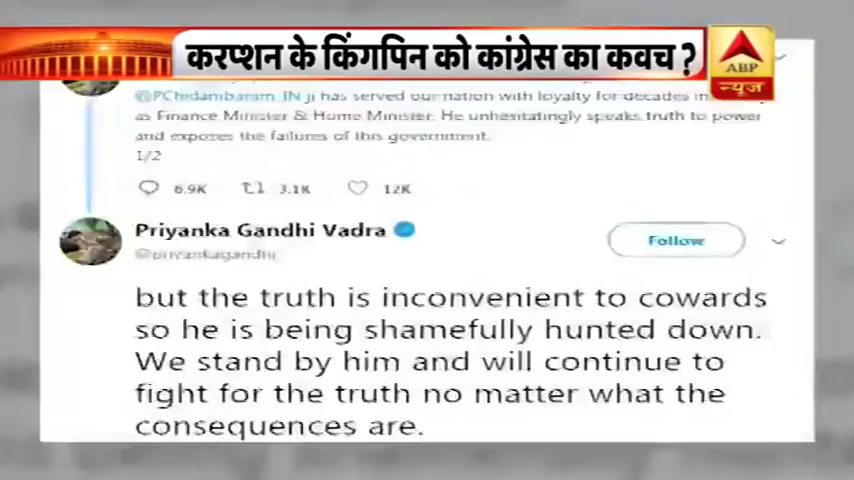 करप्शन के किंगपिन को कांग्रेस का कवच ?
ABP
न्यूज़
@PChidambaram_IN ji has served our nation with loyalty for decades
as Finance Minister & Home Minister. He unhesitatingly speaks truth to power
and exposes the failures of this government.
1/2
6.9K 3.1K 12K
Priyanka Gandhi Vadra
@priyankagandhi
Follow
but the truth is inconvenient to cowards
so he is being shamefully hunted down.
We stand by him and will continue to
fight for the truth no matter what the
consequences are.